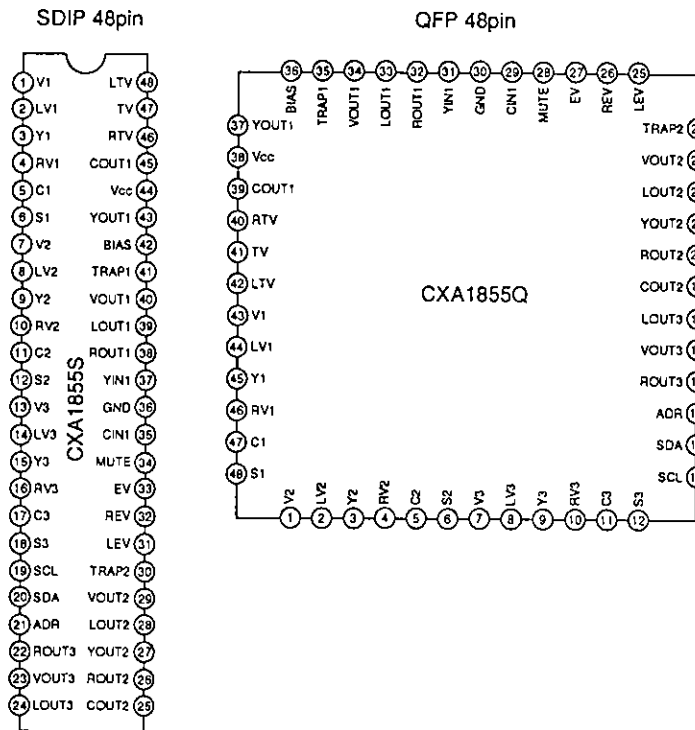 SDIP 48pin
1 V1 LTV 48
2 LV1 TV 47
3 Y1 RTV 46
4 RV1 COUT1 45
5 C1 Vcc 44
6 S1 YOUT1 43
7 V2 BIAS 42
8 LV2 TRAP1 41
9 Y2 VOUT1 40
10 RV2 LOUT1 39
11 C2 ROUT1 38
12 S2 YIN1 37
13 V3 GND 36
14 LV3 CIN1 35
15 Y3 MUTE 34
16 RV3 EV 33
17 C3 REV 32
18 S3 LEV 31
19 SCL TRAP2 30
20 SDA VOUT2 29
21 ADR LOUT2 28
22 ROUT3 YOUT2 27
23 VOUT3 ROUT2 26
24 LOUT3 COUT2 25
CXA1855S
QFP 48pin
36 35 34 33 32 31 30 29 28 27 26 25
BIAS TRAP1 VOUT1 LOUT1 ROUT1 YIN1 GND CIN1 MUTE EV REV LEV
37 YOUT1
38 Vcc
39 COUT1
40 RTV
41 TV
42 LTV
43 V1
44 LV1
45 Y1
46 RV1
47 C1
48 S1
CXA1855Q
TRAP2
VOUT2
LOUT2
YOUT2
ROUT2
COUT2
LOUT3
VOUT3
ROUT3
ADR
SDA
SCL
V2 LV2 Y2 RV2 C2 S2 V3 LV3 Y3 RV3 C3 S3
1 2 3 4 5 6 7 8 9 10 11 12